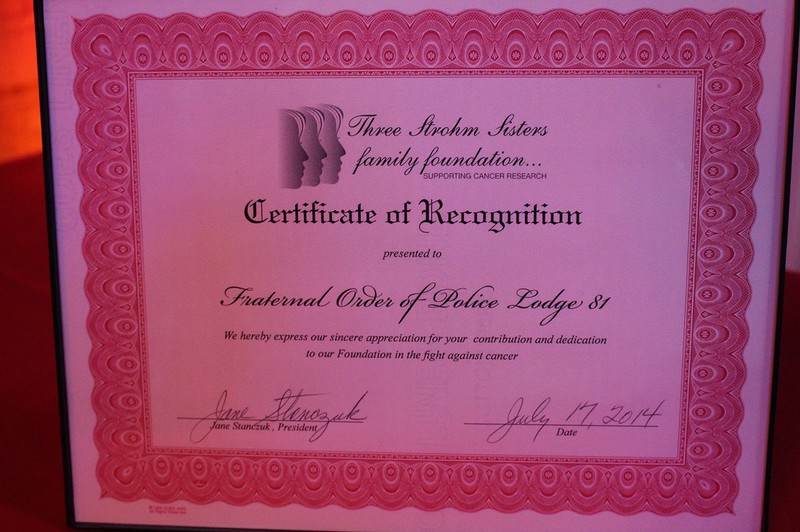 Three Strohm Sisters
family foundation...
SUPPORTING CANCER RESEARCH
Certificate of Recognition
presented to
Fraternal Order of Police Lodge 81
We hereby express our sincere appreciation for your contribution and dedication
to our Foundation in the fight against cancer
Jane Stanczuk July 17, 2014
Jane Stanczuk, President Date